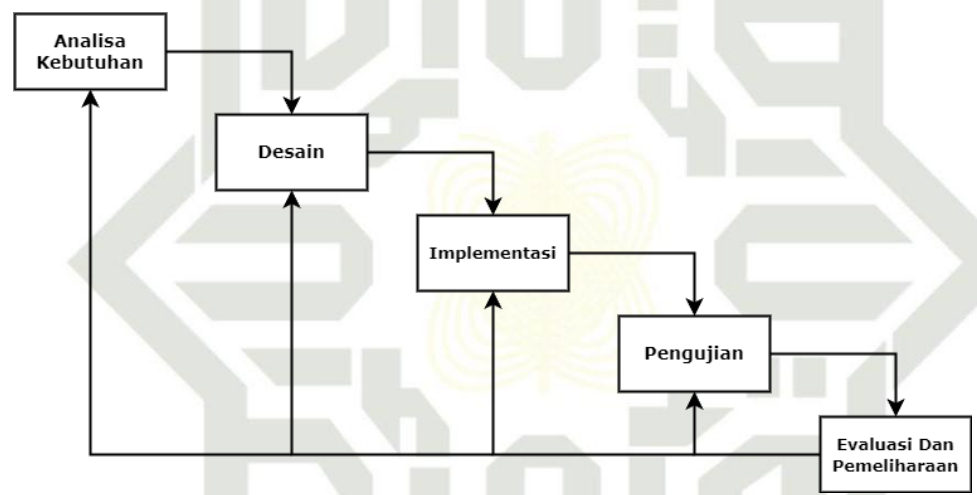 Analisa
Kebutuhan
Desain
Implementasi
Pengujian
Evaluasi Dan
Pemeliharaan